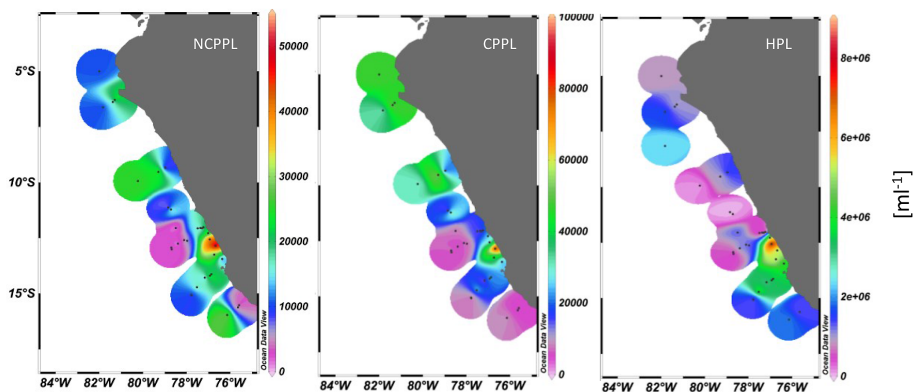 NCPPL
CPPL
HPL
5°S
10°S
15°S
84°W 82°W 80°W 78°W 76°W
84°W 82°W 80°W 78°W 76°W
84°W 82°W 80°W 78°W 76°W
50000
40000
30000
20000
10000
0
Ocean Data View
100000
80000
60000
40000
20000
0
Ocean Data View
8e+06
6e+06
4e+06
2e+06
0
Ocean Data View
[ml-1]